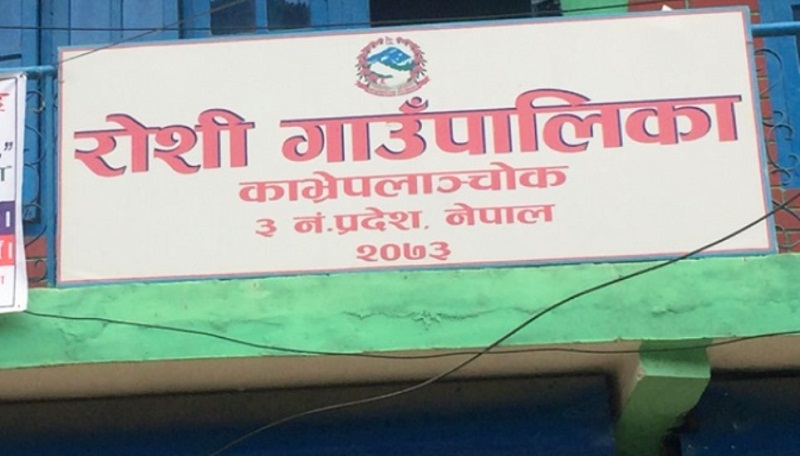 रोशी गाउँपालिका
काभ्रेपलाञ्चोक
३ नं.प्रदेश, नेपाल
२०७३